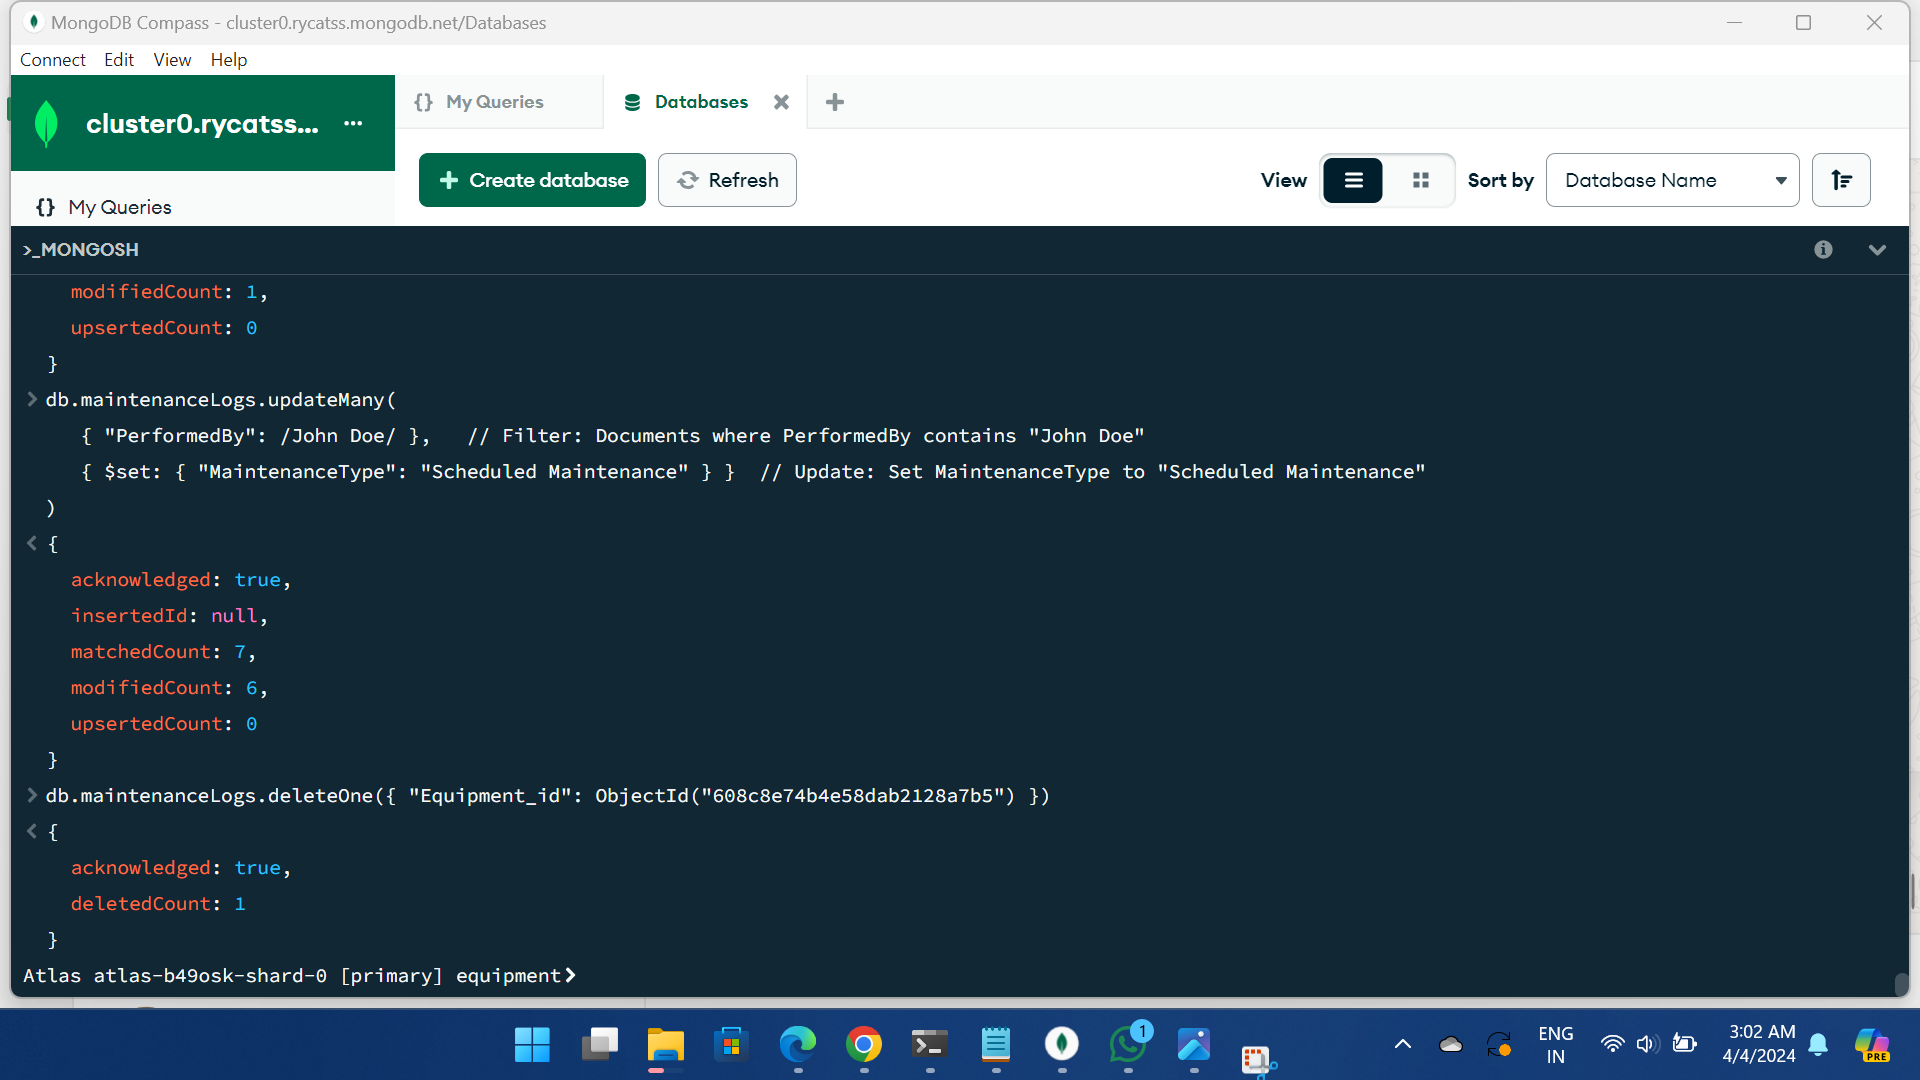 MongoDB Compass - cluster0.rycatss.mongodb.net/Databases
Connect Edit View Help
cluster0.rycatss... ...
{} My Queries
Databases
+ Create database
Refresh
View
Sort by
Database Name
{} My Queries
>_MONGOSH
modifiedCount: 1,
upsertedCount: 0
}
> db.maintenanceLogs.updateMany(
{ "PerformedBy": /John Doe/ },   // Filter: Documents where PerformedBy contains "John Doe"
{ $set: { "MaintenanceType": "Scheduled Maintenance" } }  // Update: Set MaintenanceType to "Scheduled Maintenance"
)
< {
acknowledged: true,
insertedId: null,
matchedCount: 7,
modifiedCount: 6,
upsertedCount: 0
}
> db.maintenanceLogs.deleteOne({ "Equipment_id": ObjectId("608c8e74b4e58dab2128a7b5") })
< {
acknowledged: true,
deletedCount: 1
}
Atlas atlas-b49osk-shard-0 [primary] equipment>
1
ENG
IN
3:02 AM
4/4/2024
PRE